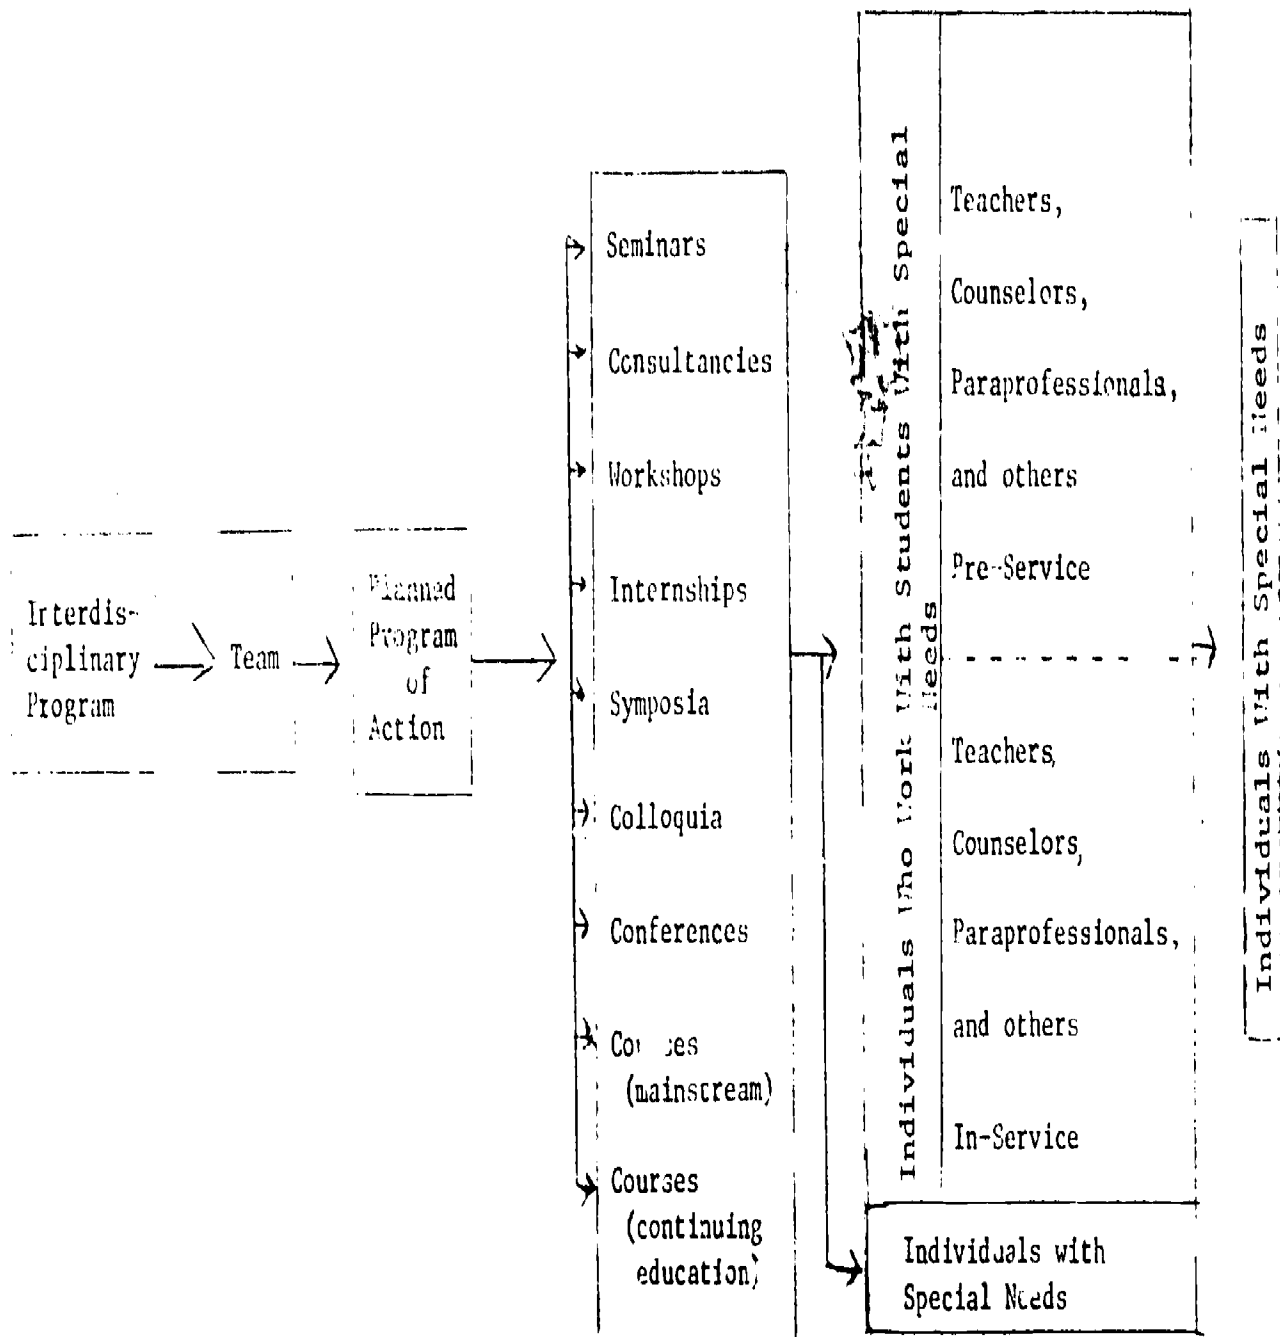 Interdis-
ciplinary
Program
Team
Planned
Program
of
Action
Seminars
Consultancies
Workshops
Internships
Symposia
Colloquia
Conferences
(mainstream)
Courses
(continuing
education)
Individuals Who Work With Students With Special
Needs
Teachers,
Counselors,
Paraprofessionals,
and others
Pre-Service
Teachers,
Counselors,
Paraprofessionals,
and others
In-Service
Individuals with
Special Needs
Individuals With Special Needs